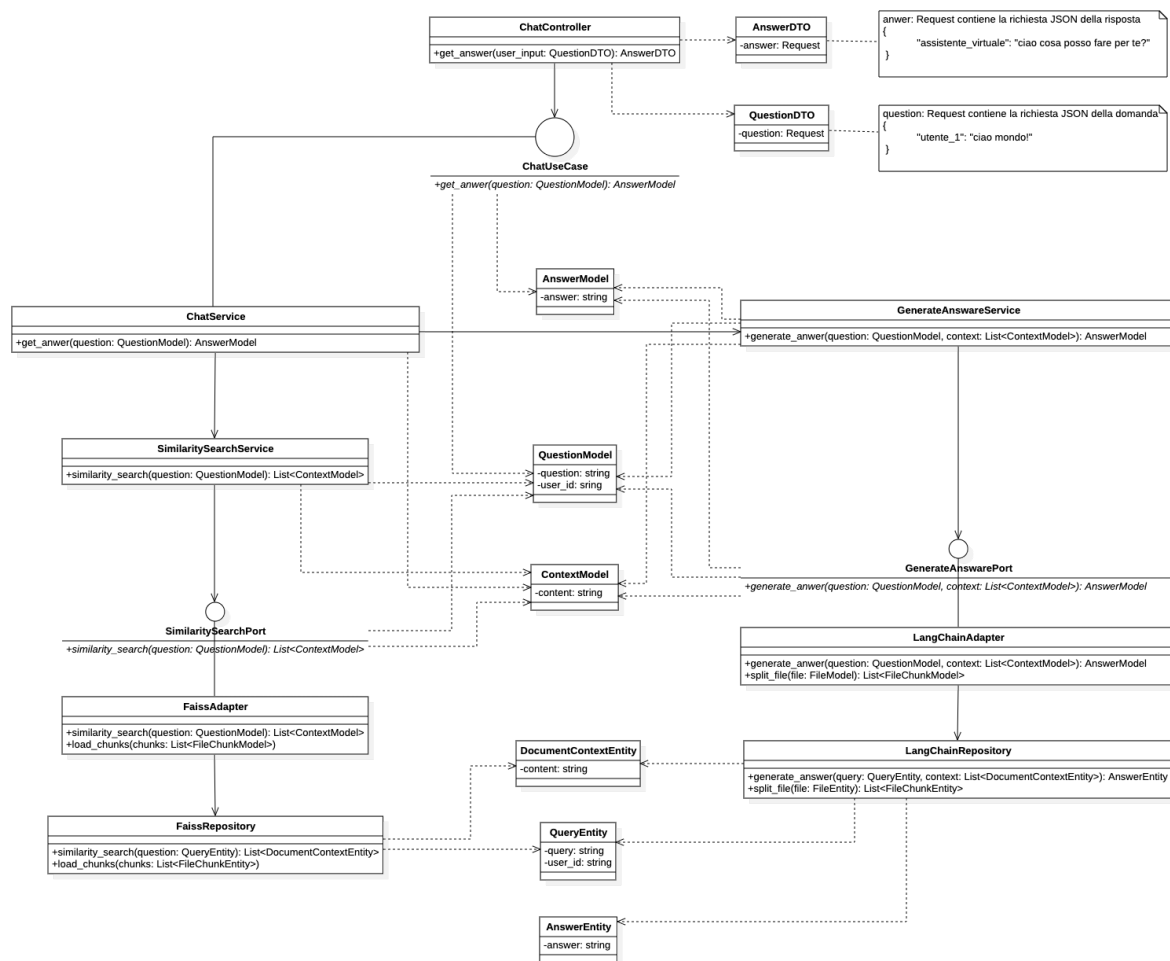 ChatController
+get_answer(user_input: QuestionDTO): AnswerDTO
AnswerDTO
-answer: Request
anwer: Request contiene la richiesta JSON della risposta
{
"assistente_virtuale": "ciao cosa posso fare per te?"
}
QuestionDTO
-question: Request
question: Request contiene la richiesta JSON della domanda
{
"utente_1": "ciao mondo!"
}
ChatUseCase
+get_anwer(question: QuestionModel): AnswerModel
AnswerModel
-answer: string
ChatService
+get_anwer(question: QuestionModel): AnswerModel
GenerateAnswareService
+generate_anwer(question: QuestionModel, context: List<ContextModel>): AnswerModel
SimilaritySearchService
+similarity_search(question: QuestionModel): List<ContextModel>
QuestionModel
-question: string
-user_id: sring
ContextModel
-content: string
GenerateAnswarePort
+generate_anwer(question: QuestionModel, context: List<ContextModel>): AnswerModel
SimilaritySearchPort
+similarity_search(question: QuestionModel): List<ContextModel>
LangChainAdapter
+generate_anwer(question: QuestionModel, context: List<ContextModel>): AnswerModel
+split_file(file: FileModel): List<FileChunkModel>
FaissAdapter
+similarity_search(question: QuestionModel): List<ContextModel>
+load_chunks(chunks: List<FileChunkModel>)
DocumentContextEntity
-content: string
LangChainRepository
+generate_answer(query: QueryEntity, context: List<DocumentContextEntity>): AnswerEntity
+split_file(file: FileEntity): List<FileChunkEntity>
FaissRepository
+similarity_search(question: QueryEntity): List<DocumentContextEntity>
+load_chunks(chunks: List<FileChunkEntity>)
QueryEntity
-query: string
-user_id: string
AnswerEntity
-answer: string